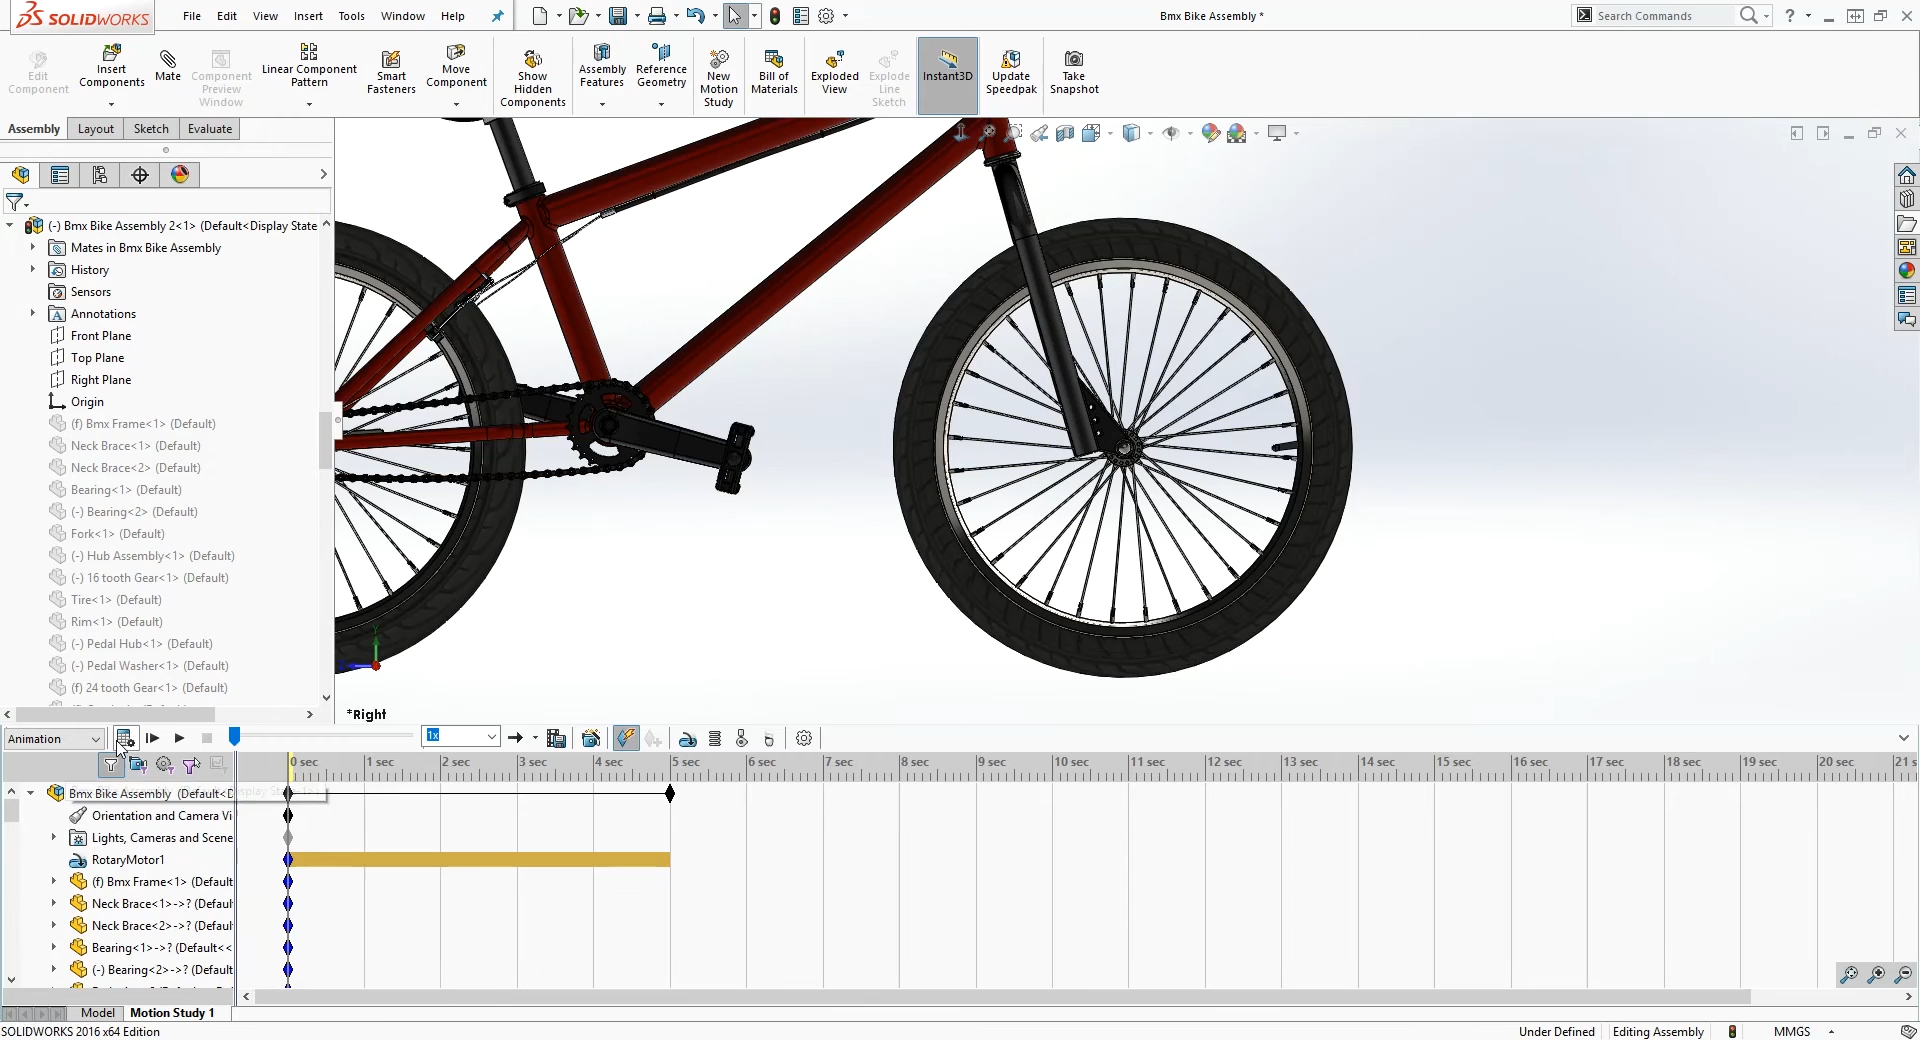 SOLIDWORKS
File Edit View Insert Tools Window Help
Bmx Bike Assembly *
Search Commands
Edit Component
Insert Components
Mate
Component Preview Window
Linear Component Pattern
Smart Fasteners
Move Component
Show Hidden Components
Assembly Features
Reference Geometry
New Motion Study
Bill of Materials
Exploded View
Explode Line Sketch
Instant3D
Update Speedpak
Take Snapshot
Assembly Layout Sketch Evaluate
(-) Bmx Bike Assembly 2<1> (Default<Display State
Mates in Bmx Bike Assembly
History
Sensors
Annotations
Front Plane
Top Plane
Right Plane
Origin
(f) Bmx Frame<1> (Default)
Neck Brace<1> (Default)
Neck Brace<2> (Default)
Bearing<1> (Default)
(-) Bearing<2> (Default)
Fork<1> (Default)
(-) Hub Assembly<1> (Default)
(-) 16 tooth Gear<1> (Default)
Tire<1> (Default)
Rim<1> (Default)
(-) Pedal Hub<1> (Default)
(-) Pedal Washer<1> (Default)
(f) 24 tooth Gear<1> (Default)
Y
*Right
Animation
1x
0 sec 1 sec 2 sec 3 sec 4 sec 5 sec 6 sec 7 sec 8 sec 9 sec 10 sec 11 sec 12 sec 13 sec 14 sec 15 sec 16 sec 17 sec 18 sec 19 sec 20 sec 21 s
Bmx Bike Assembly (Default<D
Orientation and Camera Vi
Lights, Cameras and Scene
RotaryMotor1
(f) Bmx Frame<1> (Default
Neck Brace<1>->? (Defaul
Neck Brace<2>->? (Defaul
Bearing<1>->? (Default<<
(-) Bearing<2>->? (Default
Model Motion Study 1
SOLIDWORKS 2016 x64 Edition
Under Defined Editing Assembly MMGS